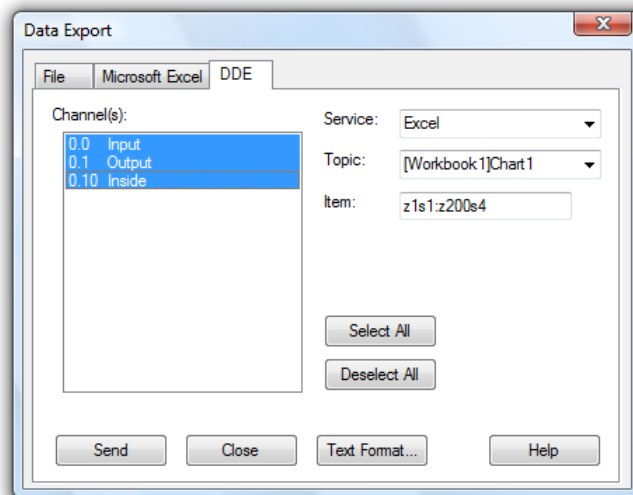 Data Export
File Microsoft Excel DDE
Channel(s):
0.0 Input
0.1 Output
0.10 Inside
Service: Excel
Topic: [Workbook1]Chart1
Item: z1s1:z200s4
Select All
Deselect All
Send Close Text Format... Help